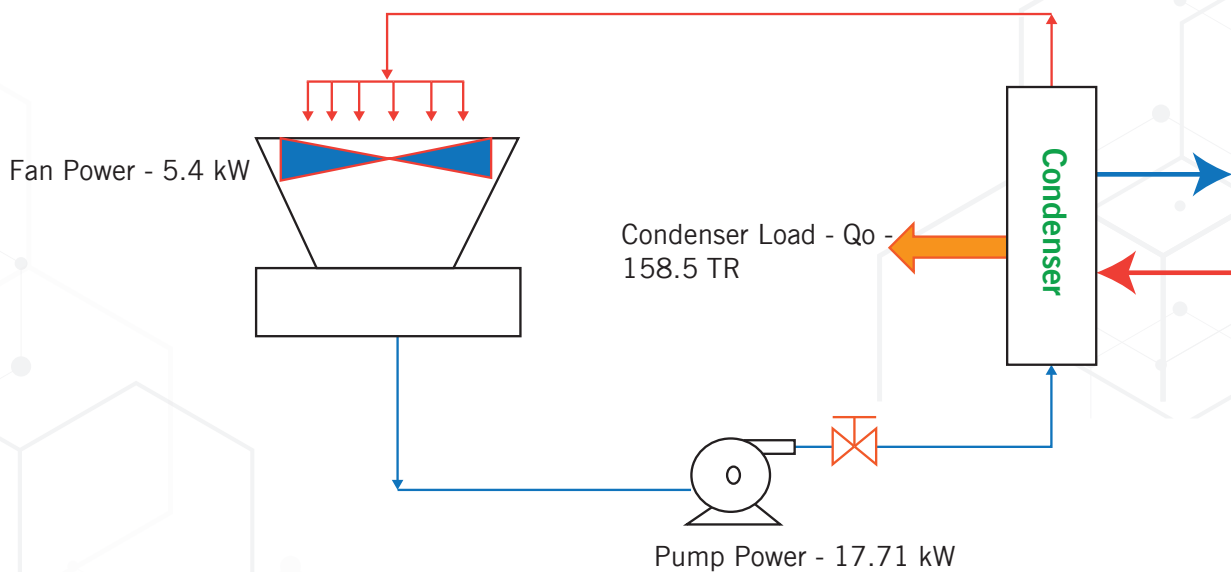 Fan Power - 5.4 kW
Condenser Load - Qo -
158.5 TR
Condenser
Pump Power - 17.71 kW